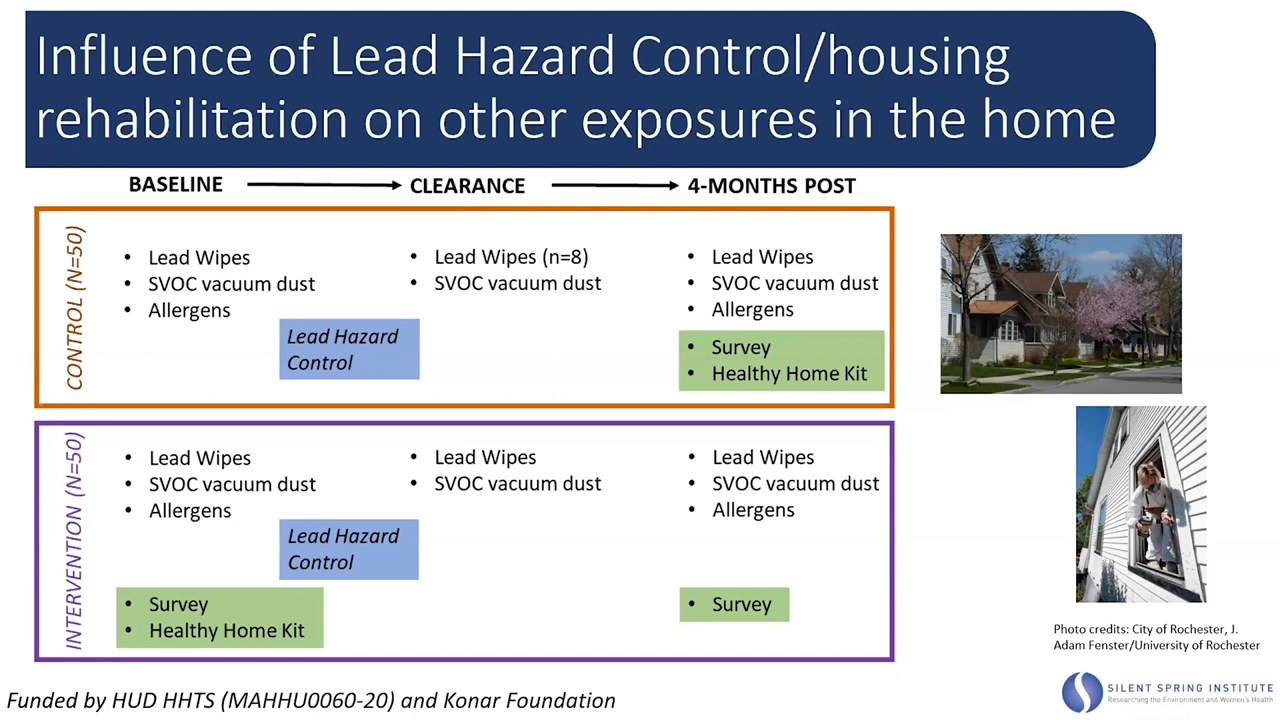 Influence of Lead Hazard Control/housing
rehabilitation on other exposures in the home
BASELINE
CLEARANCE
4-MONTHS POST
CONTROL (N=50)
• Lead Wipes
• SVOC vacuum dust
• Allergens
Lead Hazard
Control
• Lead Wipes (n=8)
• SVOC vacuum dust
• Lead Wipes
• SVOC vacuum dust
• Allergens
• Survey
• Healthy Home Kit
INTERVENTION (N=50)
• Lead Wipes
• SVOC vacuum dust
• Allergens
Lead Hazard
Control
• Survey
• Healthy Home Kit
• Lead Wipes
• SVOC vacuum dust
• Lead Wipes
• SVOC vacuum dust
• Allergens
• Survey
Photo credits: City of Rochester, J.
Adam Fenster/University of Rochester
Funded by HUD HHTS (MAHHU0060-20) and Konar Foundation
SILENT SPRING INSTITUTE
Researching the Environment and Women's Health